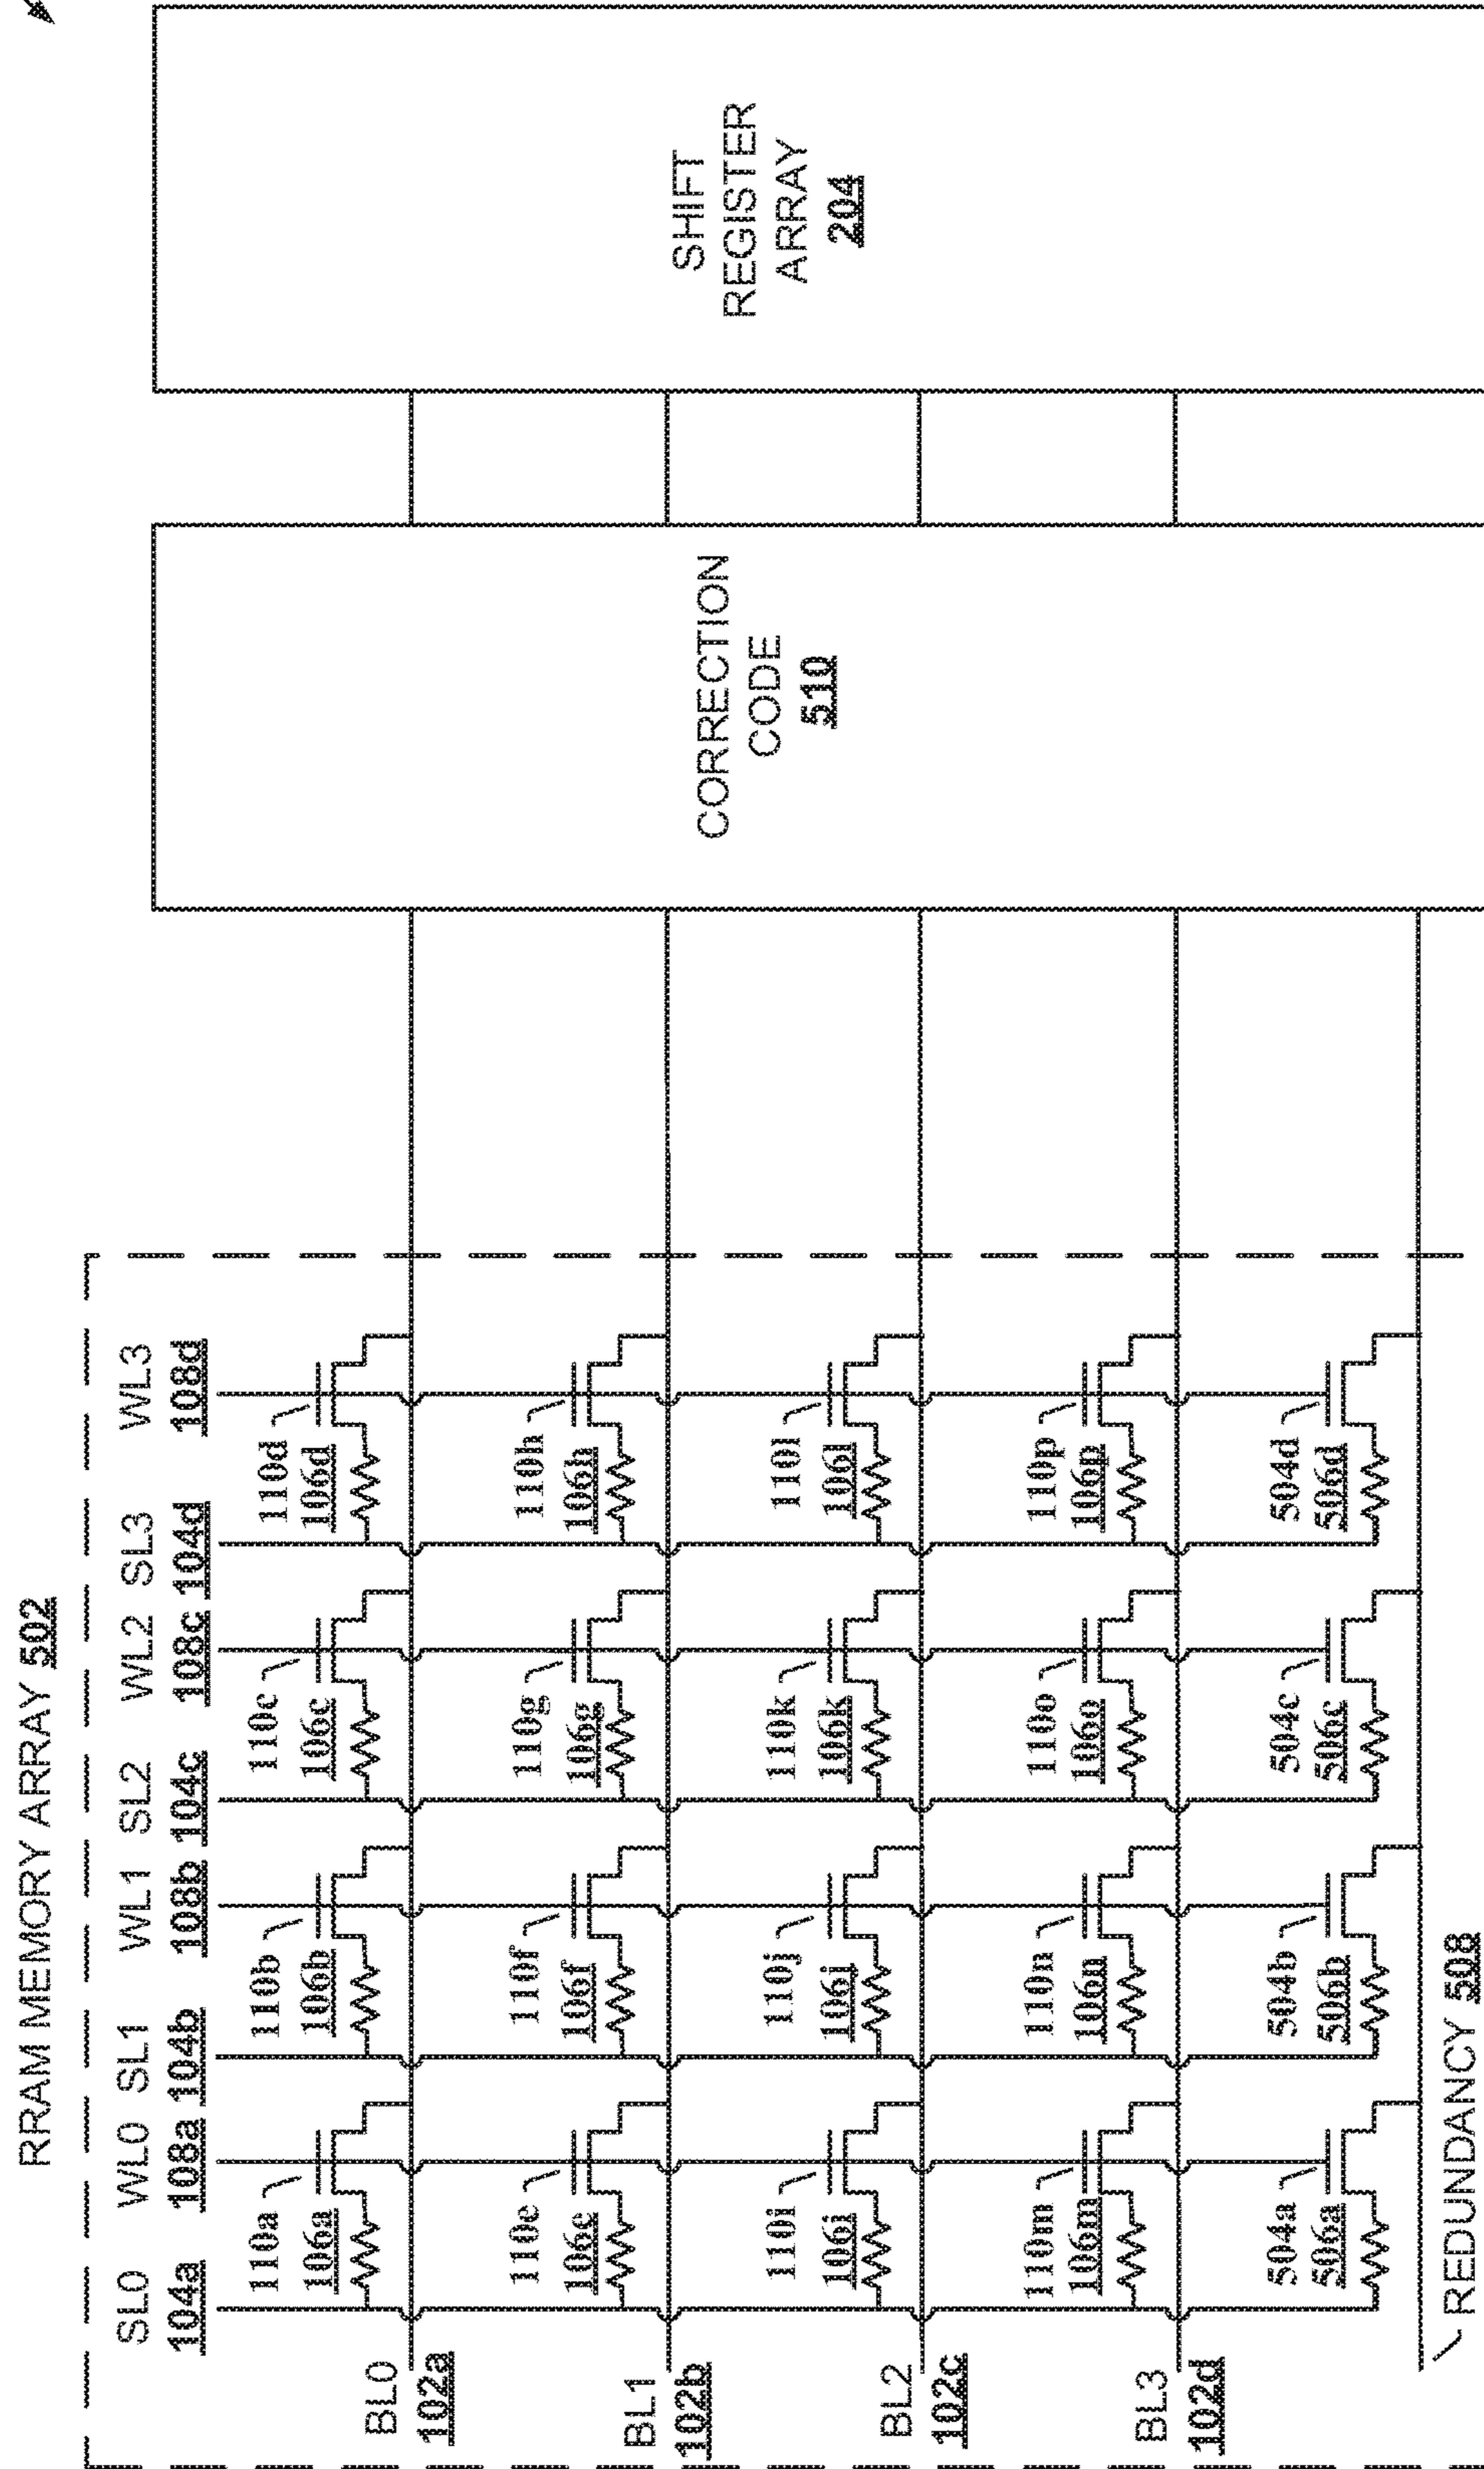 RRAM MEMORY ARRAY 502
SL0 WL0 SL1 WL1 SL2 WL2 SL3 WL3
104a 108a 104b 108b 104c 108c 104d 108d
110a 110b 110c 110d
106a 106b 106c 106d
BL0
102a
110e 110f 110g 110h
106e 106f 106g 106h
BL1
102b
110i 110j 110k 110l
106i 106j 106k 106l
BL2
102c
110m 110n 110o 110p
106m 106n 106o 106p
BL3
102d
504a 504b 504c 504d
506a 506b 506c 506d
REDUNDANCY 508
CORRECTION
CODE
510
SHIFT
REGISTER
ARRAY
204